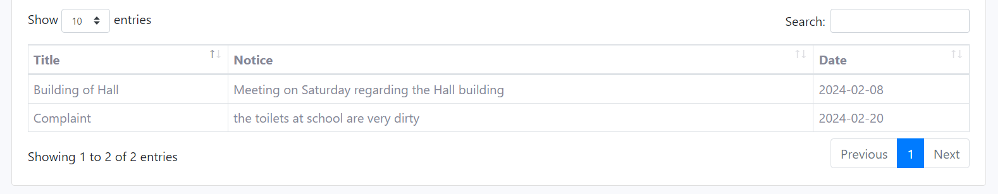 Show 10 entries
Search:
Title Notice Date
Building of Hall Meeting on Saturday regarding the Hall building 2024-02-08
Complaint the toilets at school are very dirty 2024-02-20
Showing 1 to 2 of 2 entries
Previous 1 Next